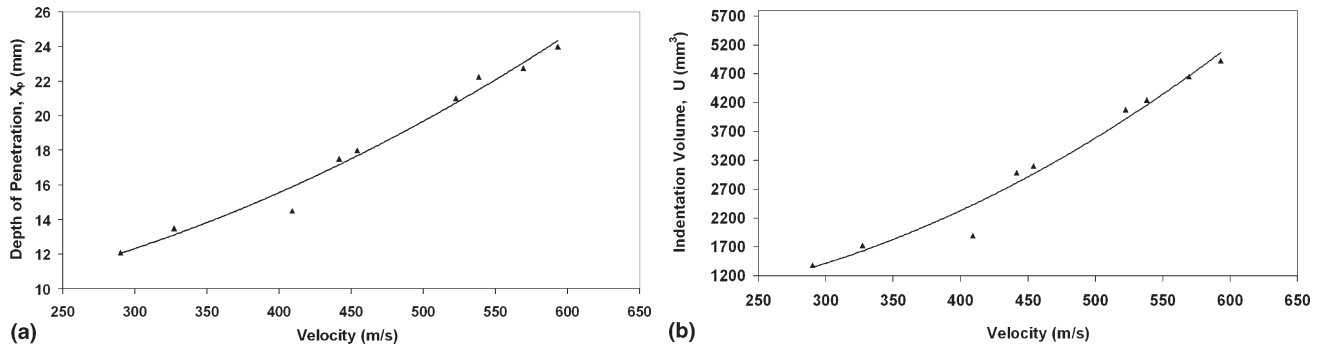 26
24
22
20
18
16
14
12
10
Depth of Penetration, Xp (mm)
250 300 350 400 450 500 550 600 650
Velocity (m/s)
(a)
5700
5200
4700
4200
3700
3200
2700
2200
1700
1200
Indentation Volume, U (mm³)
250 300 350 400 450 500 550 600 650
Velocity (m/s)
(b)